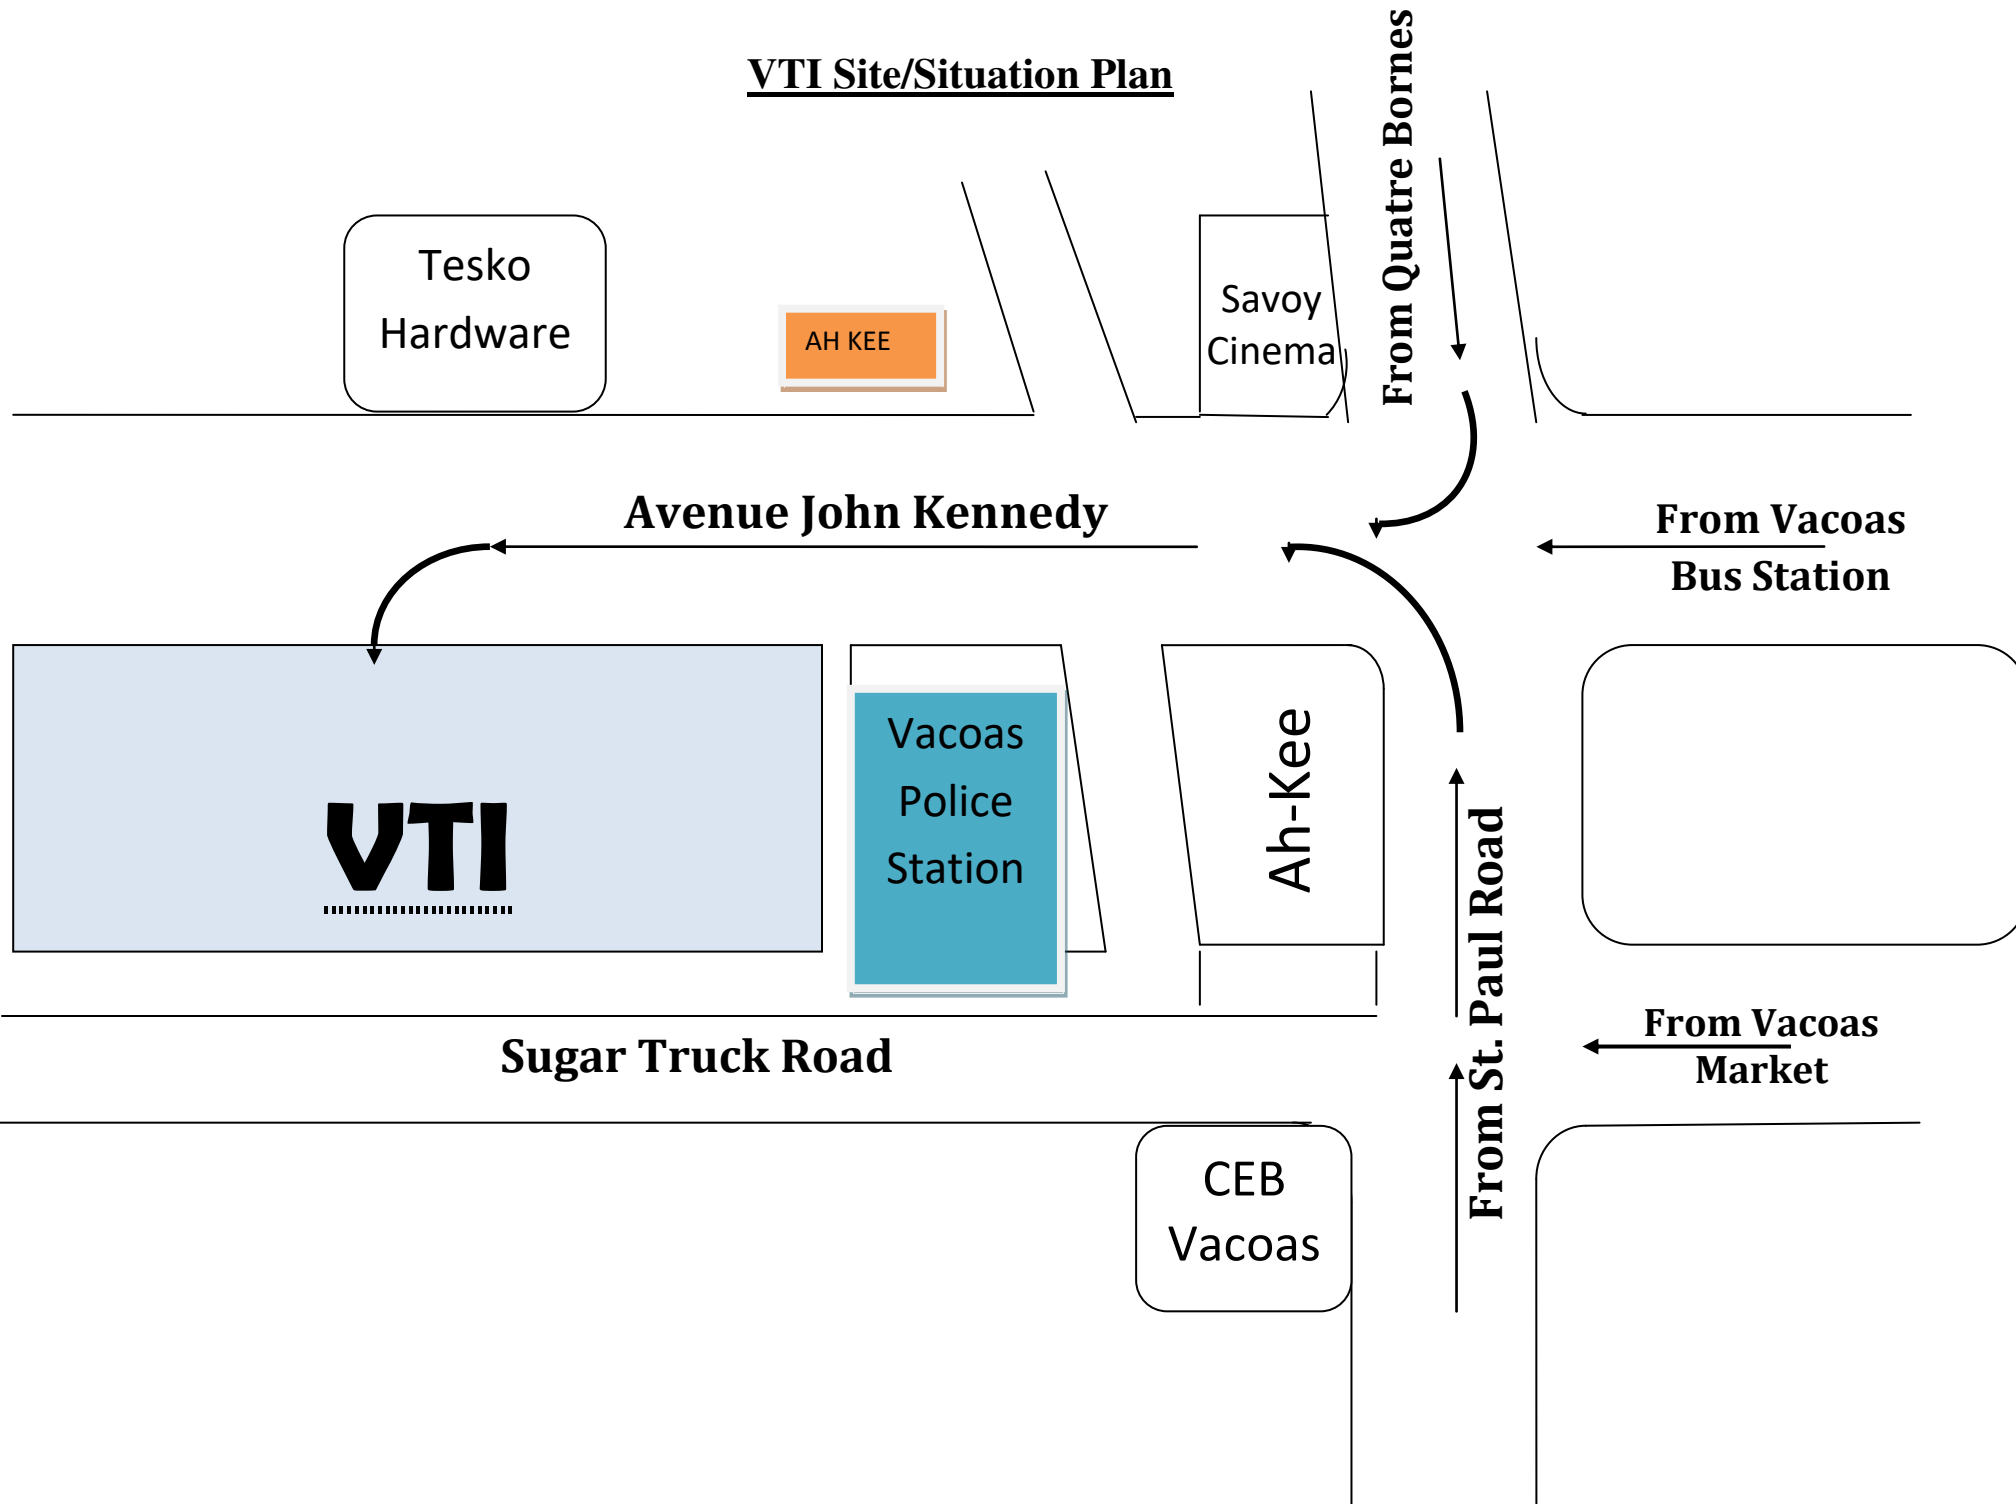 VTI Site/Situation Plan
From Quatre Bornes
Tesko
Hardware
AH KEE
Savoy
Cinema
Avenue John Kennedy
From Vacoas
Bus Station
VTI
Vacoas
Police
Station
Ah-Kee
From St. Paul Road
Sugar Truck Road
From Vacoas
Market
CEB
Vacoas